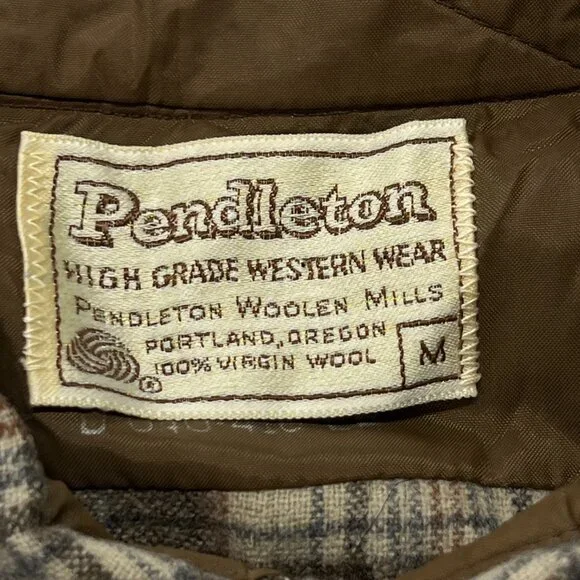 Pendleton
HIGH GRADE WESTERN WEAR
PENDLETON WOOLEN MILLS
PORTLAND, OREGON
100% VIRGIN WOOL
®
M